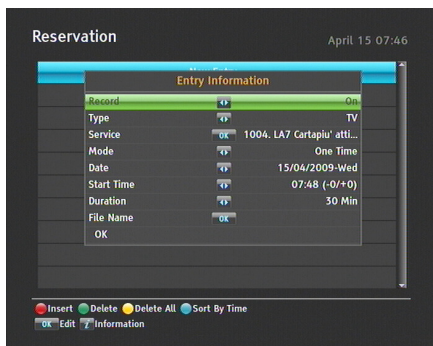 Reservation
April 15 07:46
New Entry
Entry Information
Record On
Type TV
Service OK 1004. LA7 Cartapiu' atti...
Mode One Time
Date 15/04/2009-Wed
Start Time 07:48 (-0/+0)
Duration 30 Min
File Name OK
OK
Insert Delete Delete All Sort By Time
OK Edit i Information